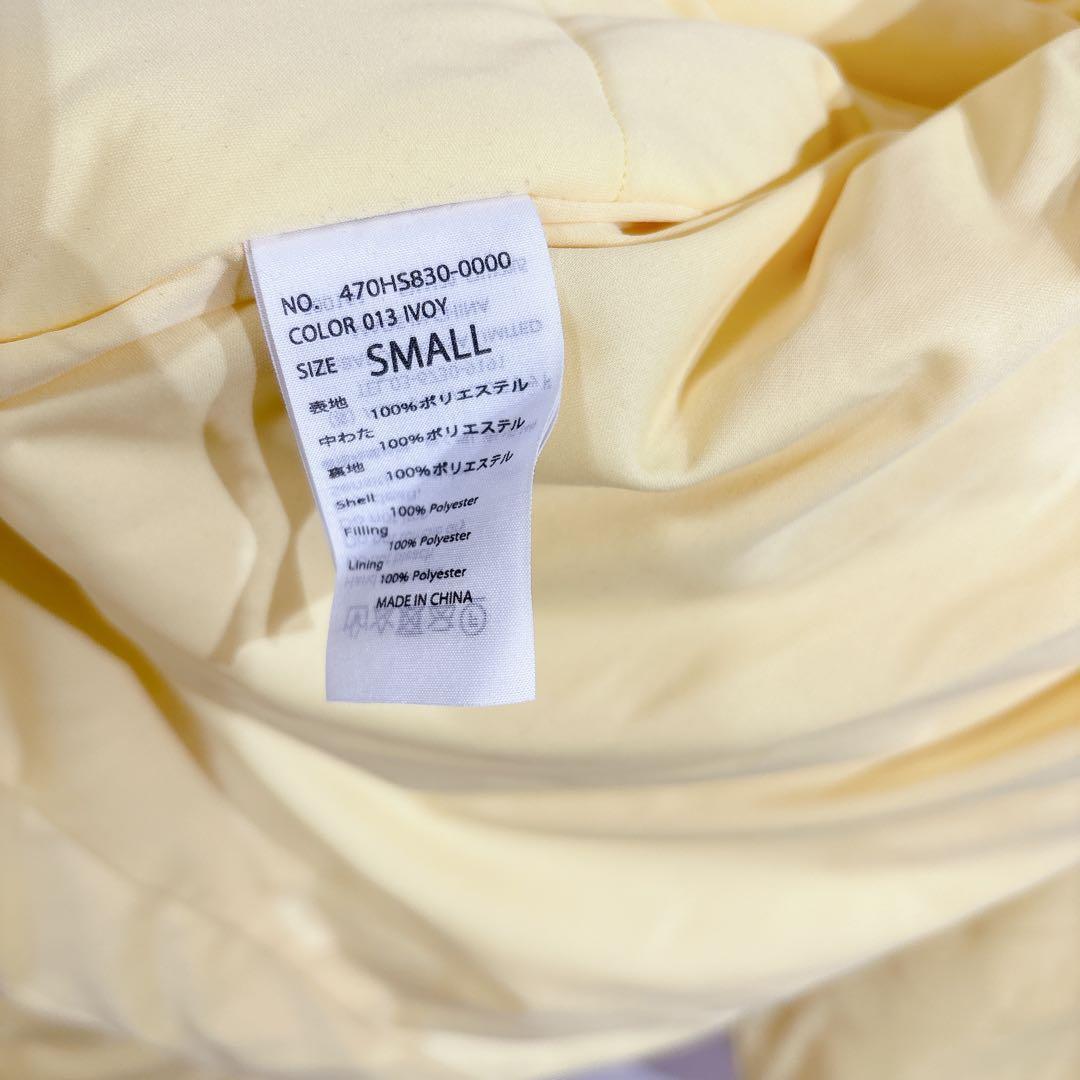 NO. 470HS830-0000
COLOR 013 IVOY
SIZE SMALL
表地 100%ポリエステル
中わた 100%ポリエステル
裏地 100%ポリエステル
Shell 100% Polyester
Filling 100% Polyester
Lining 100% Polyester
MADE IN CHINA